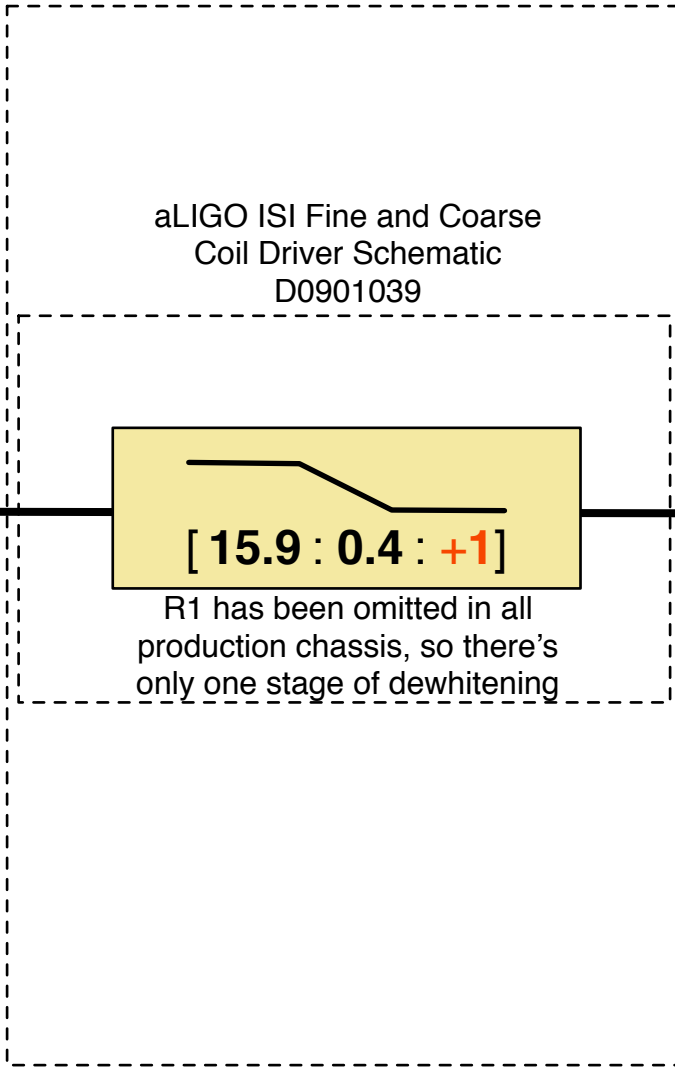 aLIGO ISI Fine and Coarse
Coil Driver Schematic
D0901039
[ 15.9 : 0.4 : +1]
R1 has been omitted in all
production chassis, so there's
only one stage of dewhitening